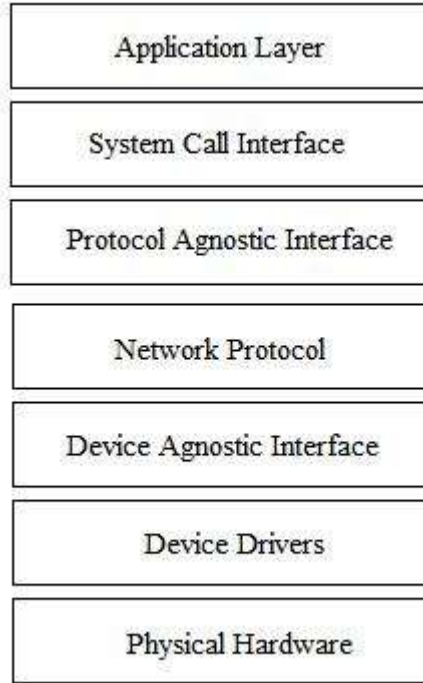 Application Layer
System Call Interface
Protocol Agnostic Interface
Network Protocol
Device Agnostic Interface
Device Drivers
Physical Hardware